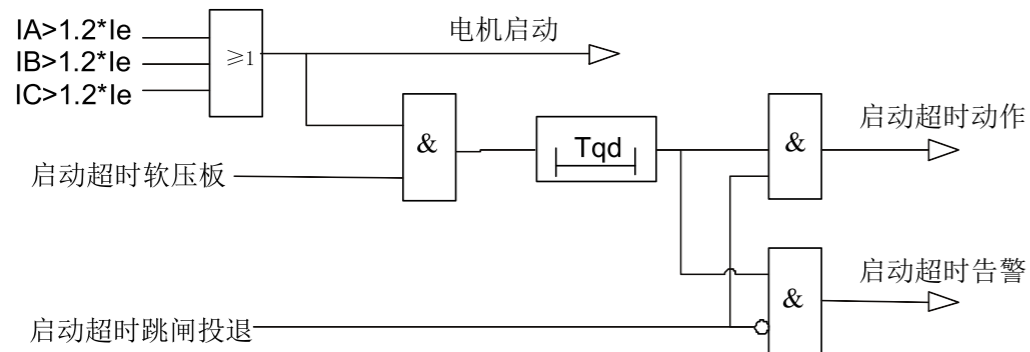 IA>1.2*Ie
IB>1.2*Ie
IC>1.2*Ie
≥1
电机启动
&
启动超时软压板
Tqd
&
启动超时动作
&
启动超时告警
启动超时跳闸投退